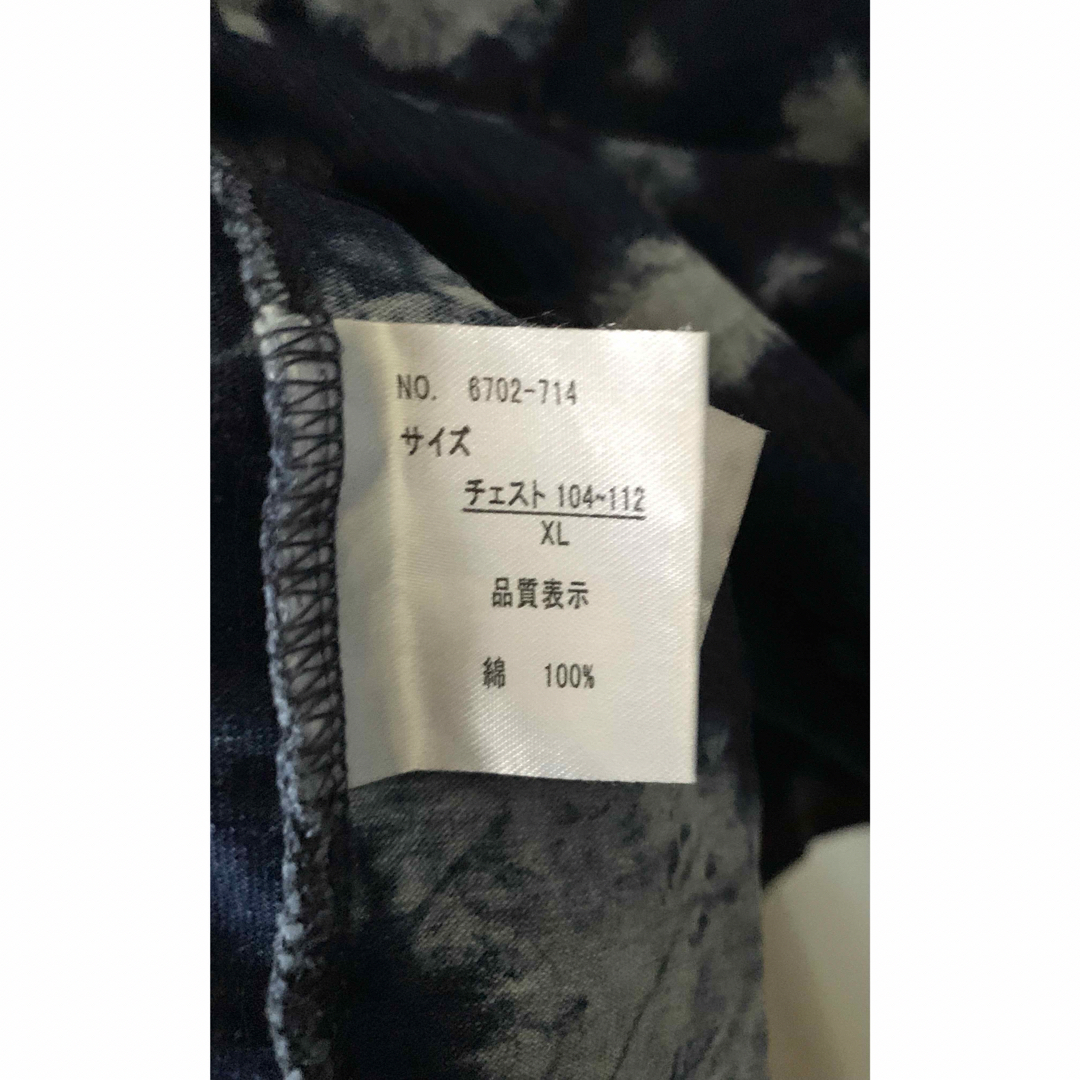 NO. 6702-714
サイズ
チェスト 104~112
XL
品質表示
綿 100%